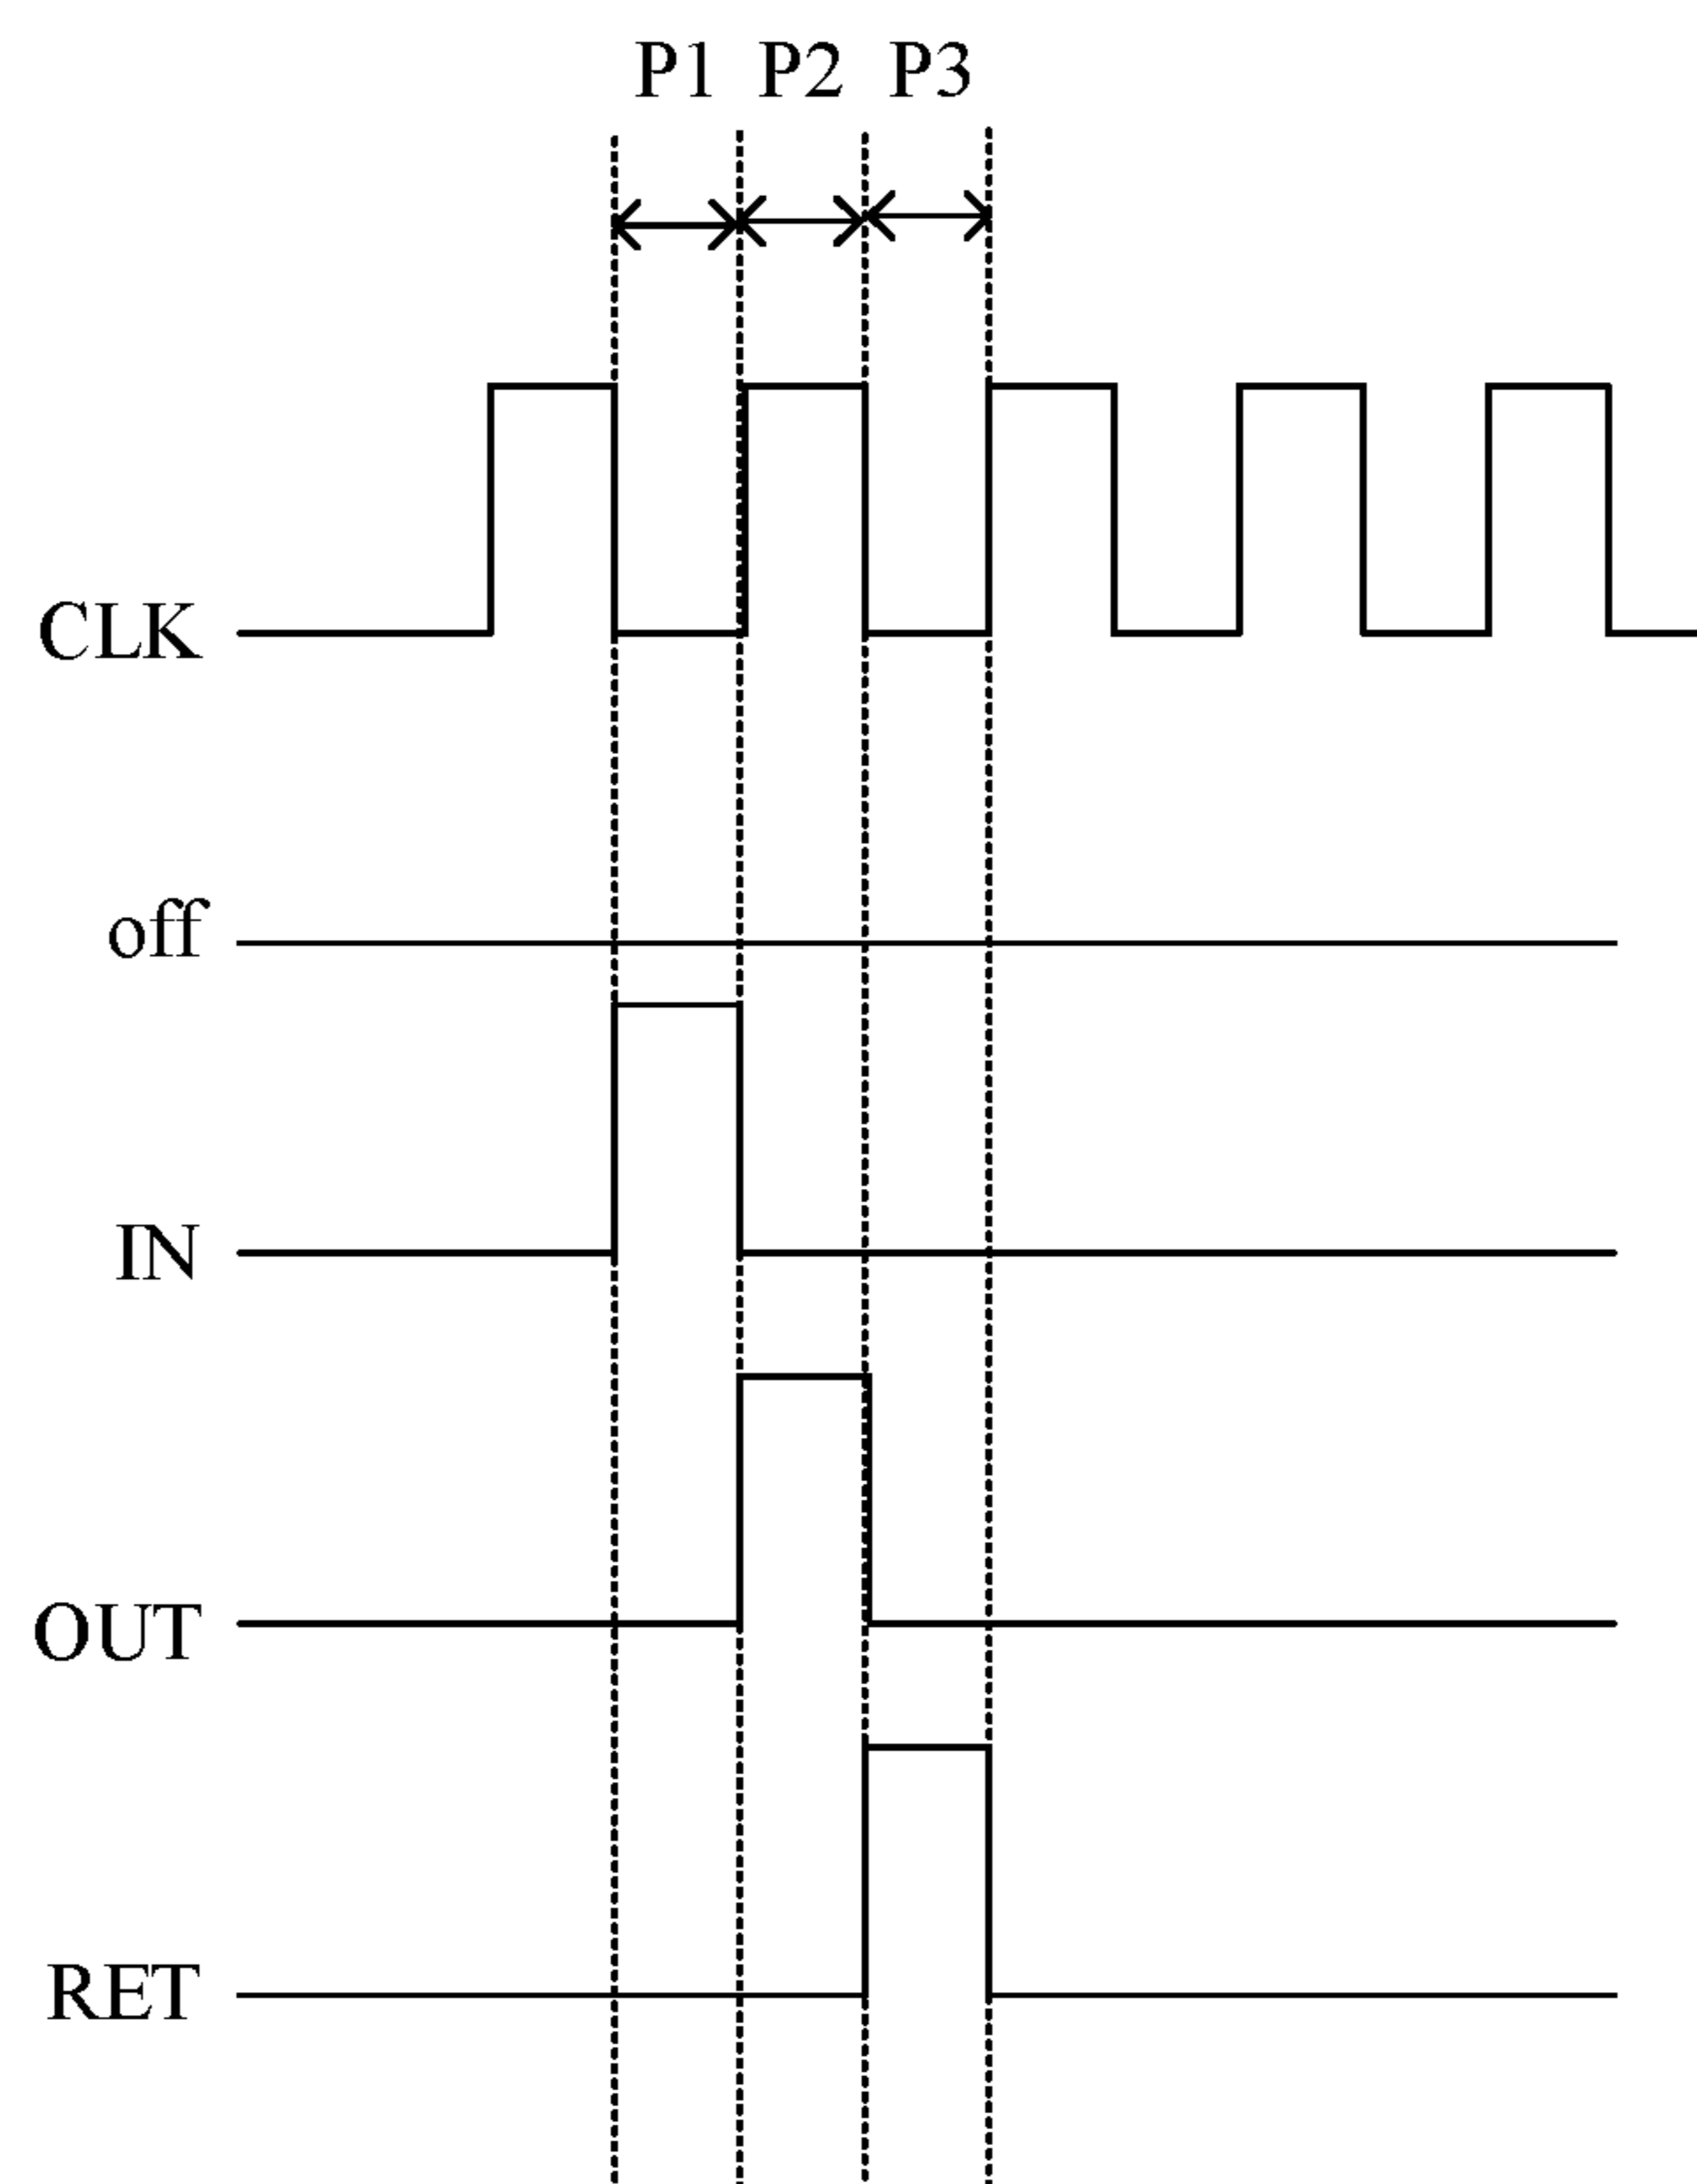 P1 P2 P3
CLK
off
IN
OUT
RET